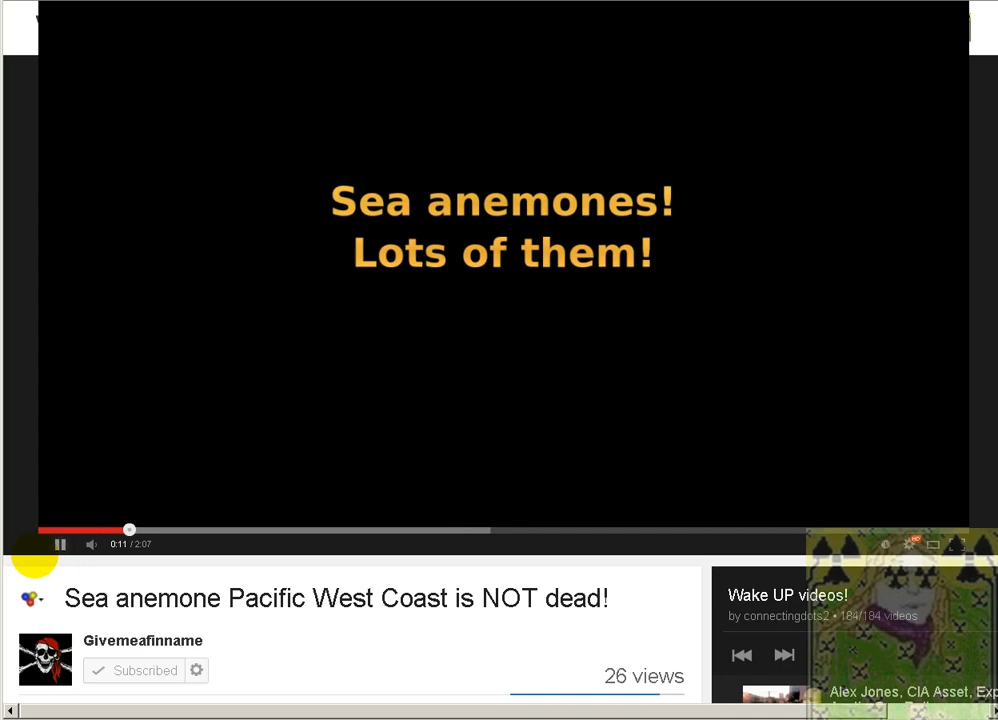 Sea anemones!
Lots of them!
0:11 / 2:07
HD
Sea anemone Pacific West Coast is NOT dead!
Givemeafinname
Subscribed
26 views
Wake UP videos!
by connectingdots2 • 184/184 videos
Alex Jones, CIA Asset, Exp